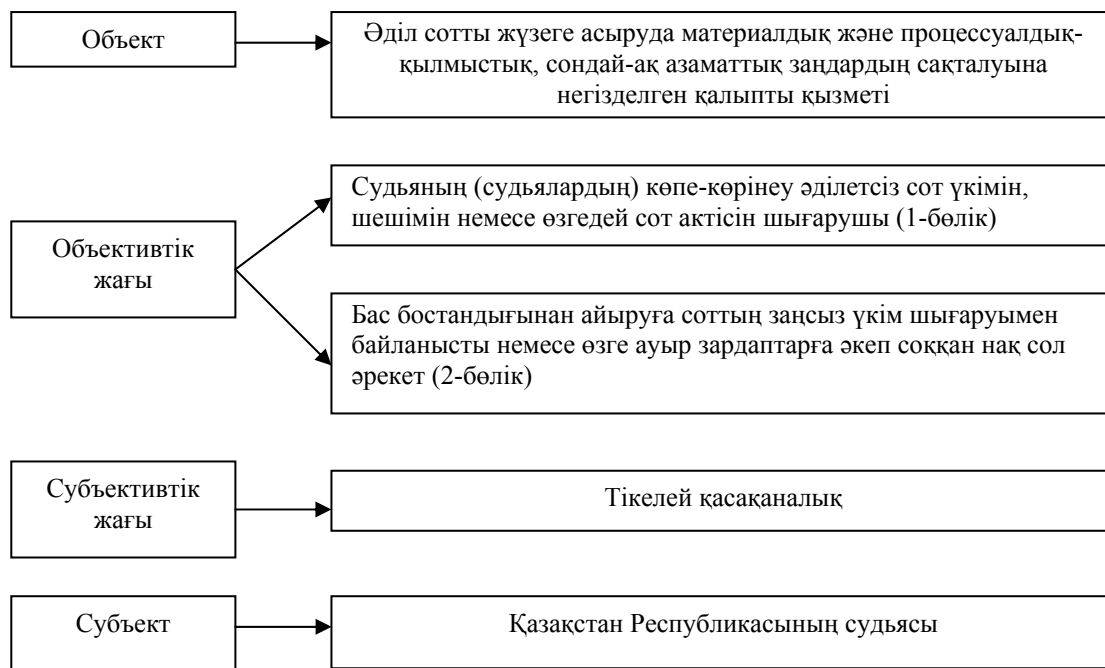 Объект
Әділ сотты жүзеге асыруда материалдық және процессуалдық-
қылмыстық, сондай-ақ азаматтық заңдардың сақталуына
негізделген қалыпты қызметі
Объективтік
жағы
Судьяның (судьялардың) көпе-көрінеу әділетсіз сот үкімін,
шешімін немесе өзгедей сот актісін шығарушы (1-бөлік)
Бас бостандығынан айыруға соттың заңсыз үкім шығаруымен
байланысты немесе өзге ауыр зардаптарға әкеп соққан нақ сол
әрекет (2-бөлік)
Субъективтік
жағы
Тікелей қасақаналық
Субъект
Қазақстан Республикасының судьясы